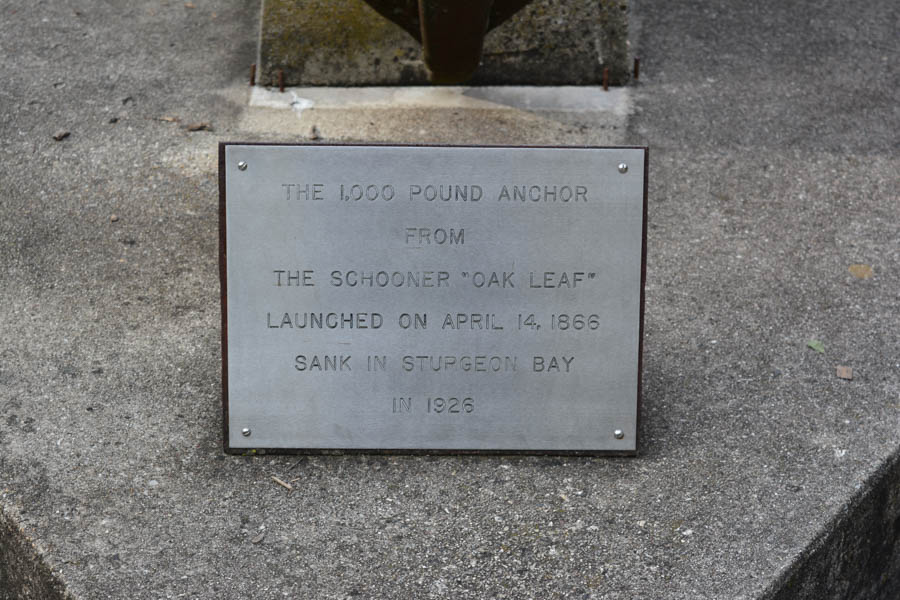 THE 1,000 POUND ANCHOR
FROM
THE SCHOONER "OAK LEAF"
LAUNCHED ON APRIL 14, 1866
SANK IN STURGEON BAY
IN 1926